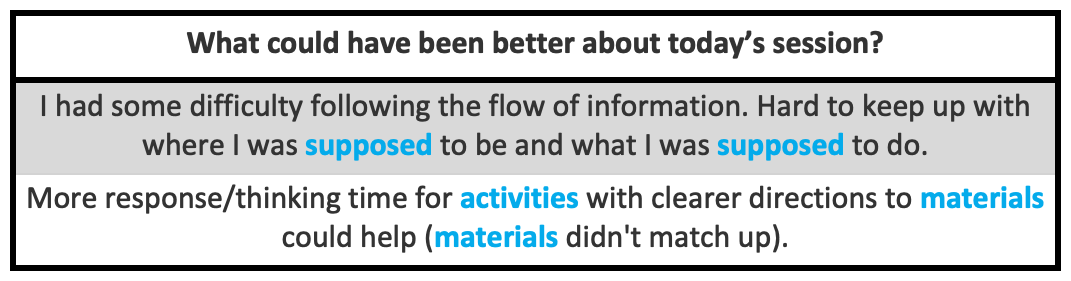 What could have been better about today’s session?
I had some difficulty following the flow of information. Hard to keep up with
where I was supposed to be and what I was supposed to do.
More response/thinking time for activities with clearer directions to materials
could help (materials didn't match up).